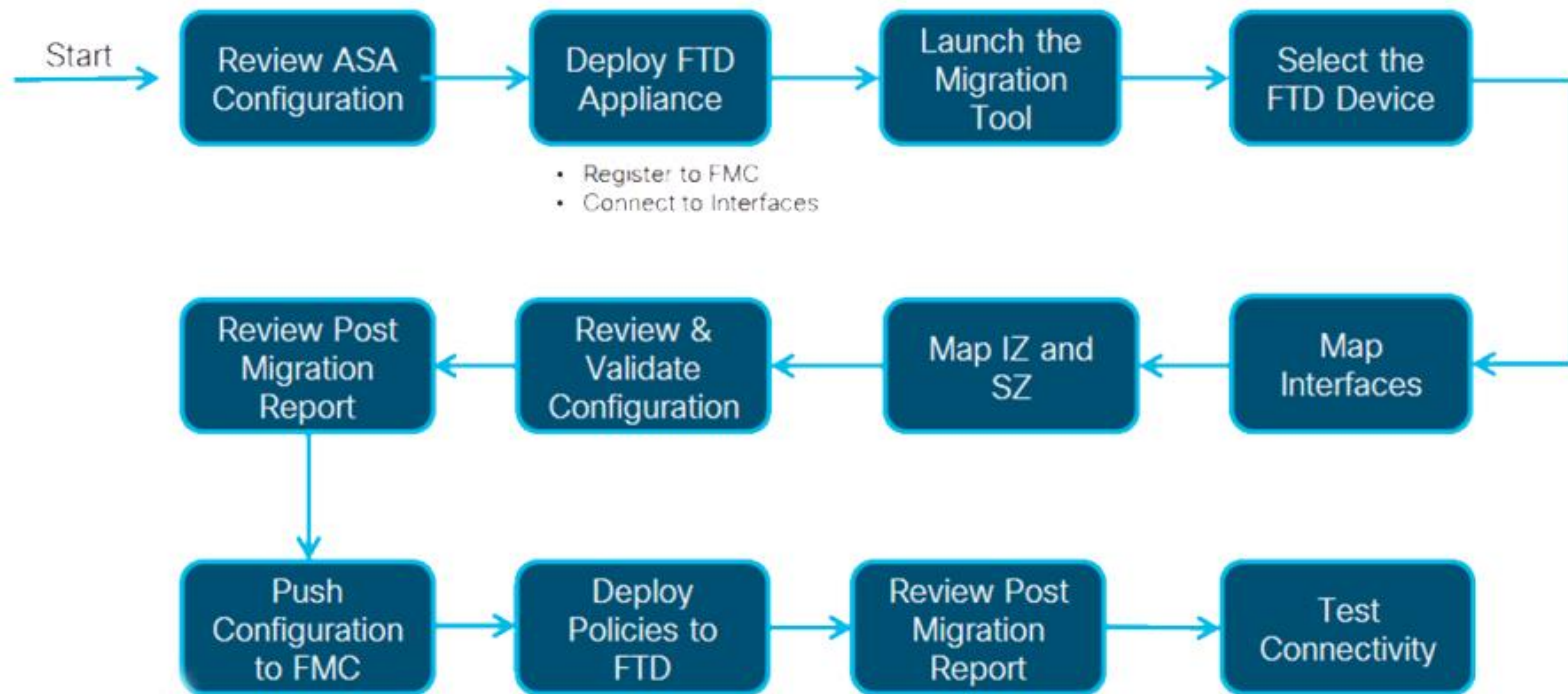 Start
Review ASA
Configuration
Deploy FTD
Appliance
Launch the
Migration
Tool
Select the
FTD Device
• Register to FMC
• Connect to Interfaces
Review Post
Migration
Report
Review &
Validate
Configuration
Map IZ and
SZ
Map
Interfaces
Push
Configuration
to FMC
Deploy
Policies to
FTD
Review Post
Migration
Report
Test
Connectivity